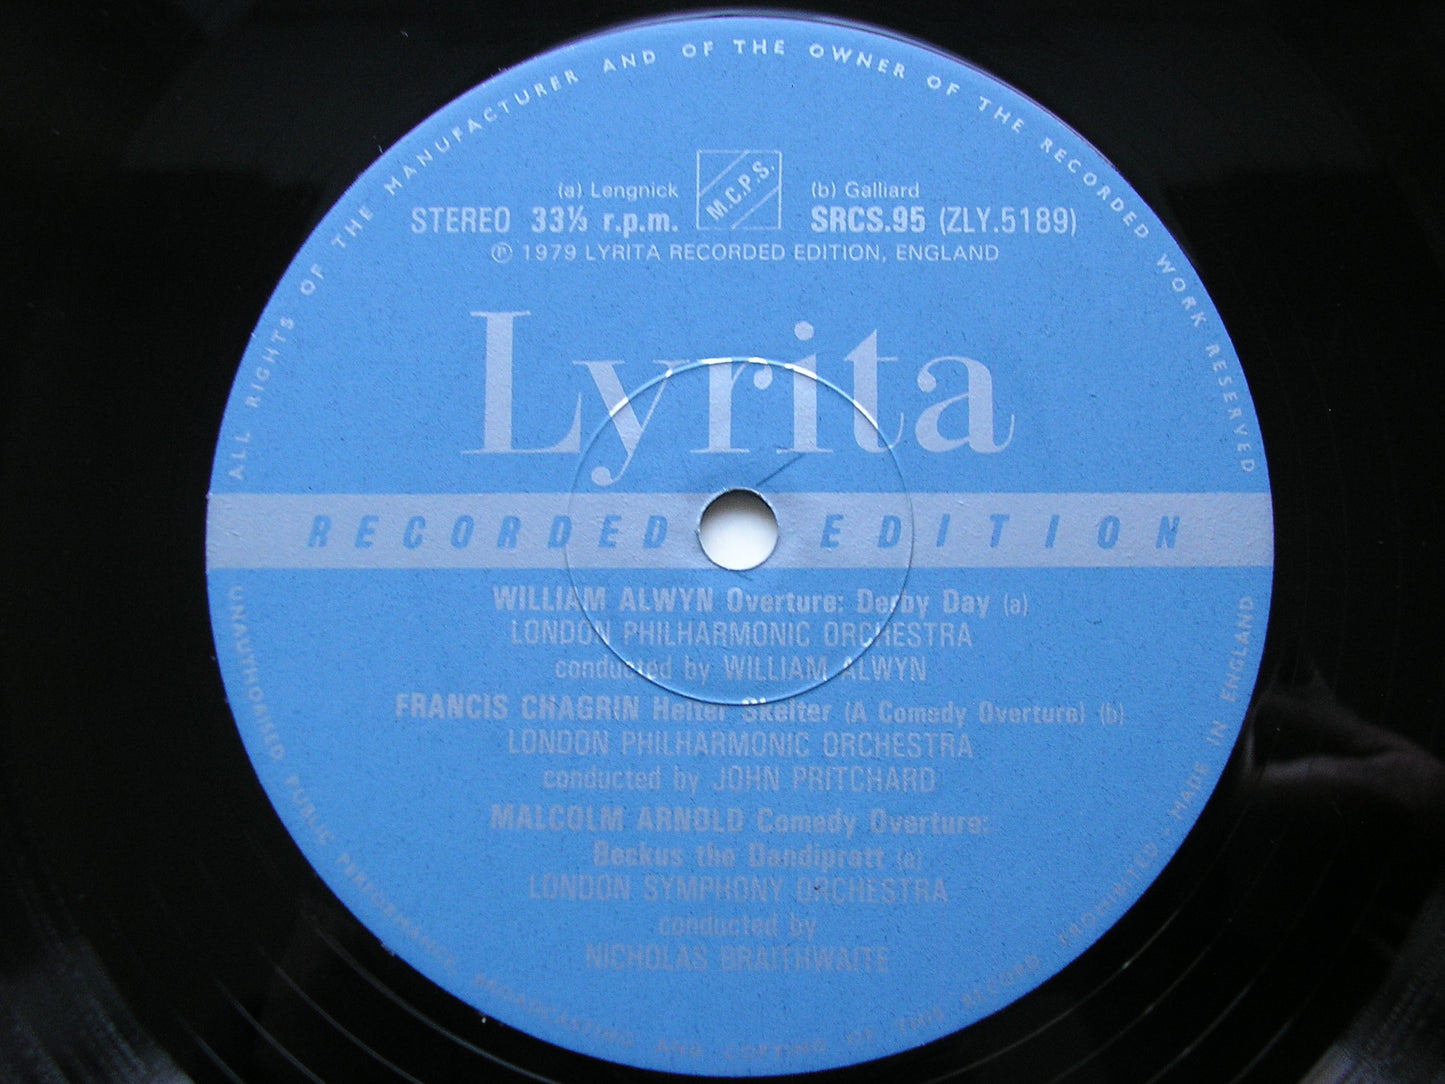 ALL RIGHTS OF THE MANUFACTURER AND OF THE OWNER OF THE RECORDED WORK RESERVED
(a) Lengnick M.C.P.S. (b) Galliard
STEREO 33⅓ r.p.m. SRCS.95 (ZLY.5189)
Ⓟ 1979 LYRITA RECORDED EDITION, ENGLAND
Lyrita
RECORDED EDITION
WILLIAM ALWYN Overture: Derby Day (a)
LONDON PHILHARMONIC ORCHESTRA
conducted by WILLIAM ALWYN
FRANCIS CHAGRIN Helter Skelter (A Comedy Overture) (b)
LONDON PHILHARMONIC ORCHESTRA
conducted by JOHN PRITCHARD
MALCOLM ARNOLD Comedy Overture:
Beckus the Dandipratt (a)
LONDON SYMPHONY ORCHESTRA
conducted by
NICHOLAS BRAITHWAITE
UNAUTHORISED PUBLIC PERFORMANCE, BROADCASTING AND COPYING OF THIS RECORD PROHIBITED · MADE IN ENGLAND